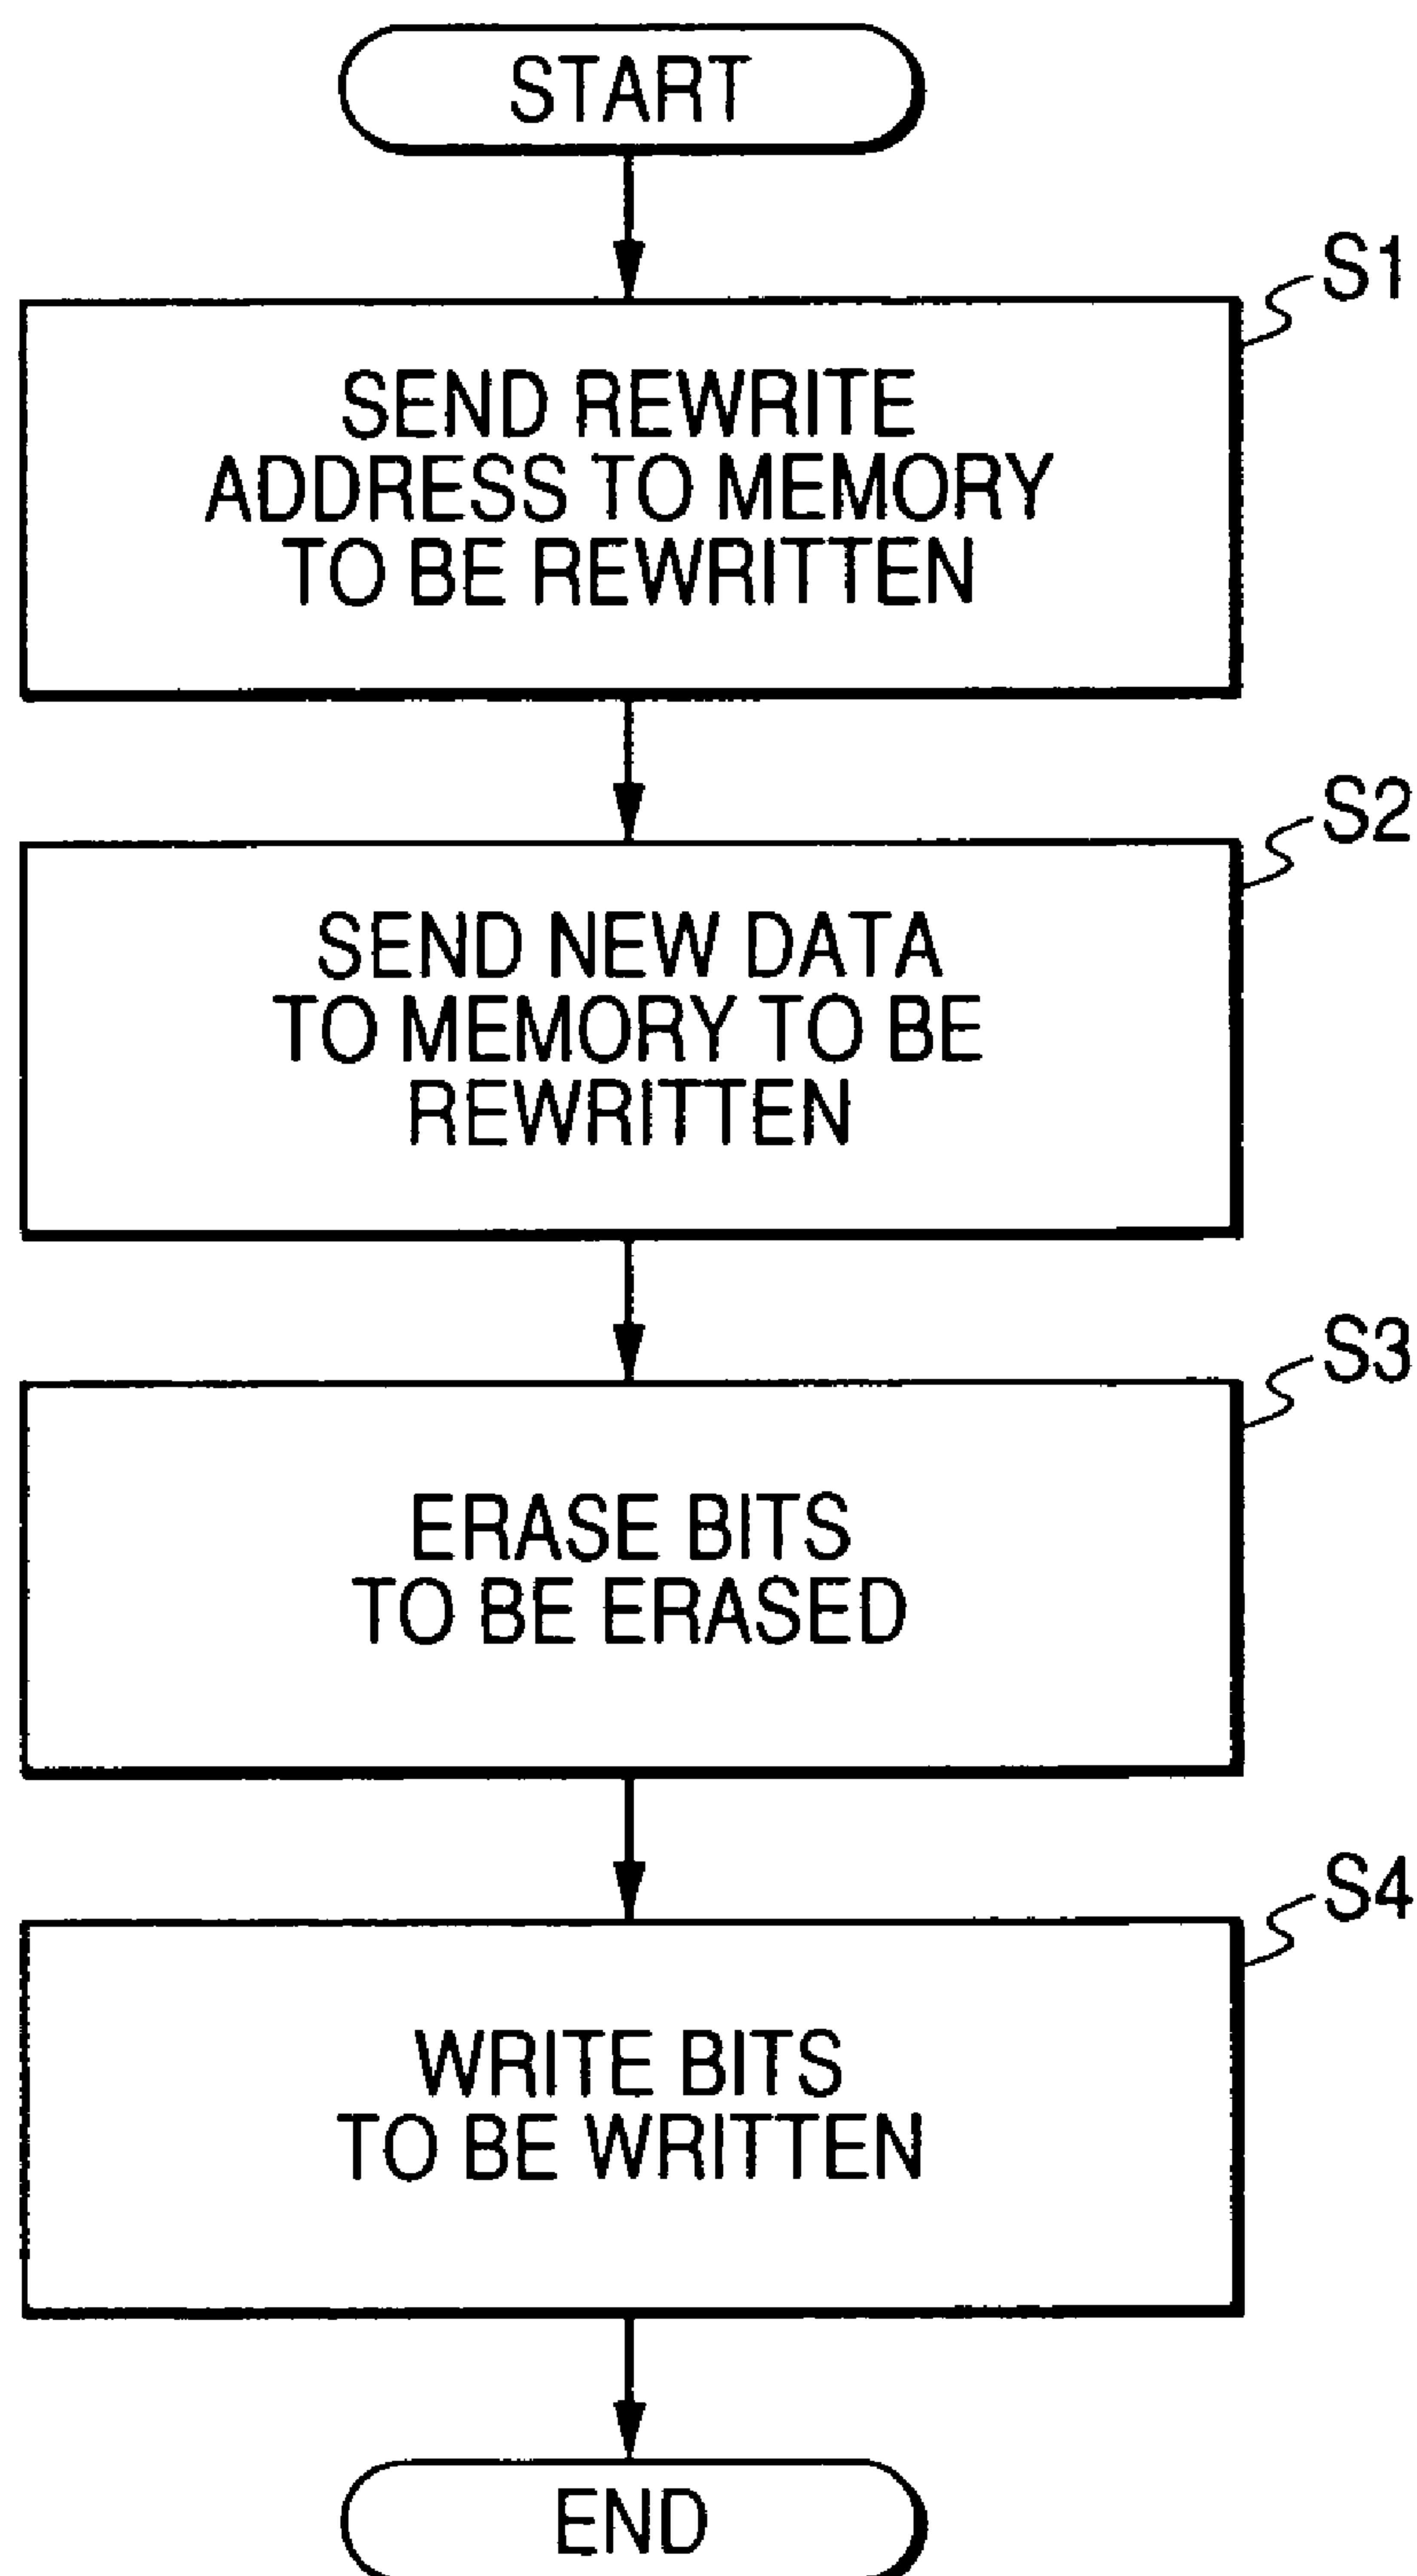 START
S1
SEND REWRITE
ADDRESS TO MEMORY
TO BE REWRITTEN
S2
SEND NEW DATA
TO MEMORY TO BE
REWRITTEN
S3
ERASE BITS
TO BE ERASED
S4
WRITE BITS
TO BE WRITTEN
END